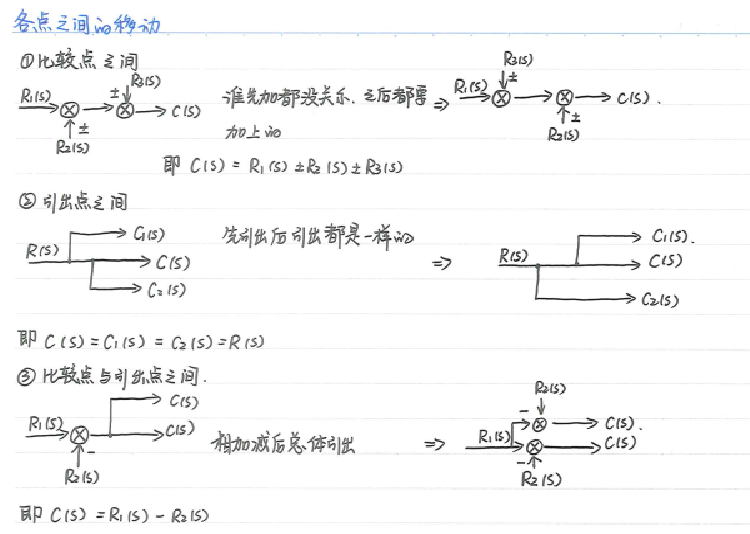 各点之间的移动
①比较点之间
R₁(s) ± R₃(s) C(s) ± R₂(s)
谁先加都没关系.之后都要加上的
⇒ R₁(s) R₃(s) ± C(s). ± R₂(s)
即 C(s) = R₁(s) ± R₂(s) ± R₃(s)
② 引出点之间
R(s) C₁(s) C(s) C₂(s)
先引出后引出都是一样的
⇒ R(s) C₁(s). C(s) C₂(s)
即 C(s) = C₁(s) = C₂(s) = R(s)
③ 比较点与引出点之间.
R₁(s) - R₂(s) C(s) C(s)
相加减后总体引出
⇒ R₁(s) R₂(s) - C(s). C(s) - R₂(s)
即 C(s) = R₁(s) - R₂(s)